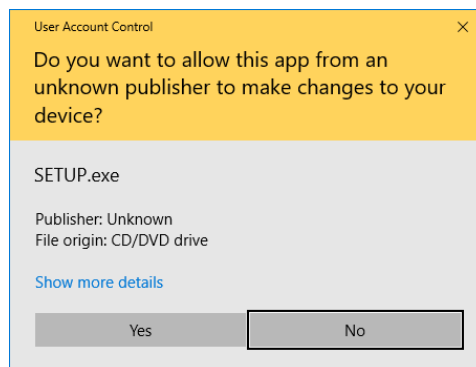 User Account Control
Do you want to allow this app from an
unknown publisher to make changes to your
device?
SETUP.exe
Publisher: Unknown
File origin: CD/DVD drive
Show more details
Yes
No